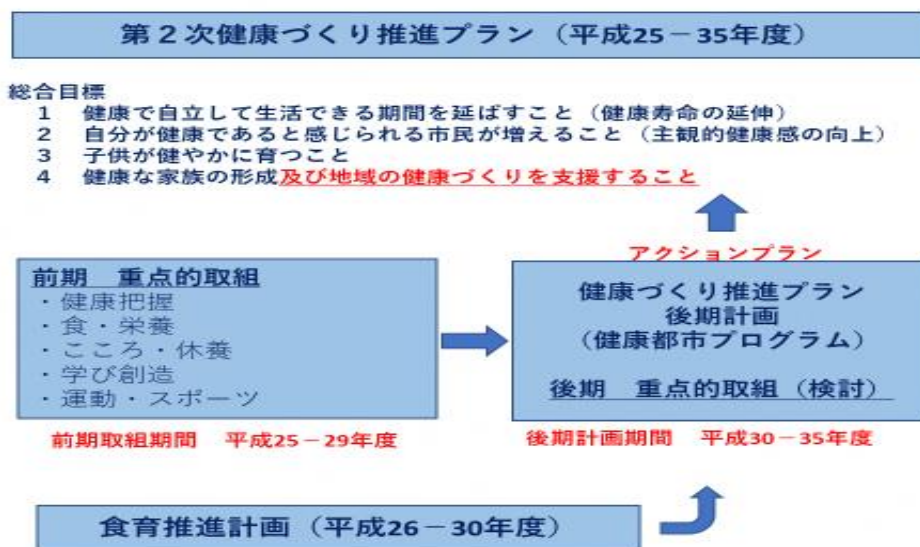 第2次健康づくり推進プラン（平成25－35年度）
総合目標
1　健康で自立して生活できる期間を延ばすこと（健康寿命の延伸）
2　自分が健康であると感じられる市民が増えること（主観的健康感の向上）
3　子供が健やかに育つこと
4　健康な家族の形成及び地域の健康づくりを支援すること
アクションプラン
前期　重点的取組
・健康把握
・食・栄養
・こころ・休養
・学び創造
・運動・スポーツ
健康づくり推進プラン
後期計画
（健康都市プログラム）
後期　重点的取組（検討）
前期取組期間　平成25－29年度
後期計画期間　平成30－35年度
食育推進計画（平成26－30年度）